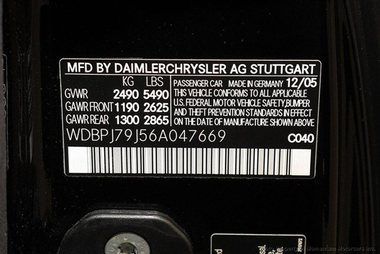 MFD BY DAIMLERCHRYSLER AG STUTTGART
KG LBS PASSENGER CAR MADE IN GERMANY 12/05
GVWR 2490 5490 THIS VEHICLE CONFORMS TO ALL APPLICABLE
GAWR FRONT 1190 2625 U.S. FEDERAL MOTOR VEHICLE SAFETY, BUMPER
GAWR REAR 1300 2865 AND THEFT PREVENTION STANDARDS IN EFFECT
ON THE DATE OF MANUFACTURE SHOWN ABOVE
WDBPJ79J56A047669 C040